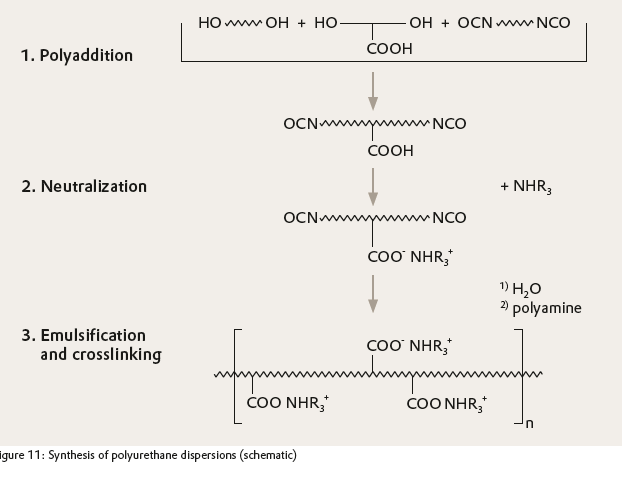 HO OH + HO OH + OCN NCO
COOH
1. Polyaddition
OCN NCO
COOH
2. Neutralization + NHR₃
OCN NCO
COO⁻ NHR₃⁺
¹⁾ H₂O
²⁾ polyamine
3. Emulsification
and crosslinking
COO⁻ NHR₃⁺
COO NHR₃⁺ COO NHR₃⁺
n
igure 11: Synthesis of polyurethane dispersions (schematic)